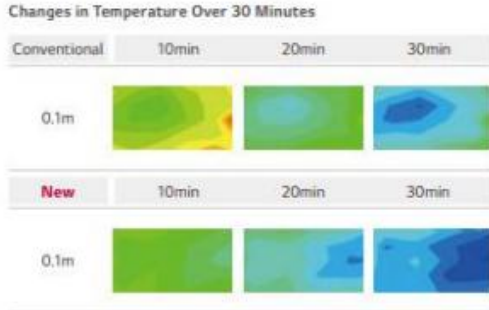 Changes in Temperature Over 30 Minutes
Conventional 10min 20min 30min
0.1m
New 10min 20min 30min
0.1m